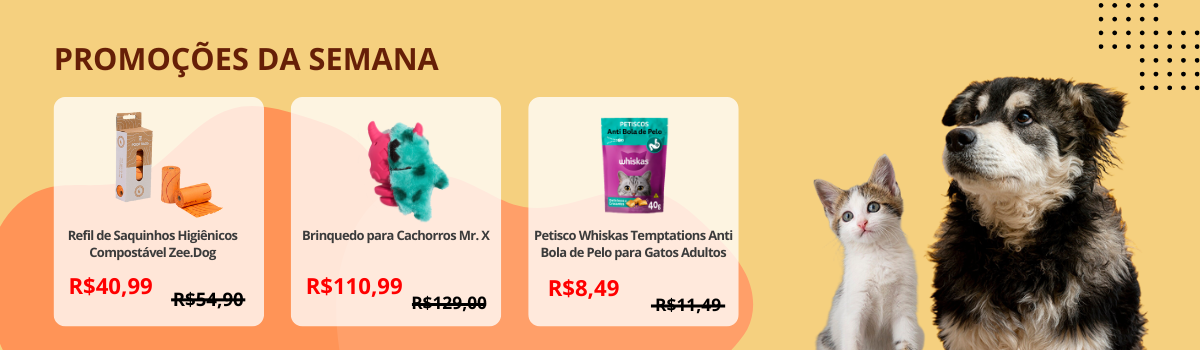 PROMOÇÕES DA SEMANA
Refil de Saquinhos Higiênicos
Compostável Zee.Dog
R$40,99
R$54,90
Brinquedo para Cachorros Mr. X
R$110,99
R$129,00
PETISCOS
Anti Bola de Pelo
whiskas
40g
Petisco Whiskas Temptations Anti
Bola de Pelo para Gatos Adultos
R$8,49
R$11,49